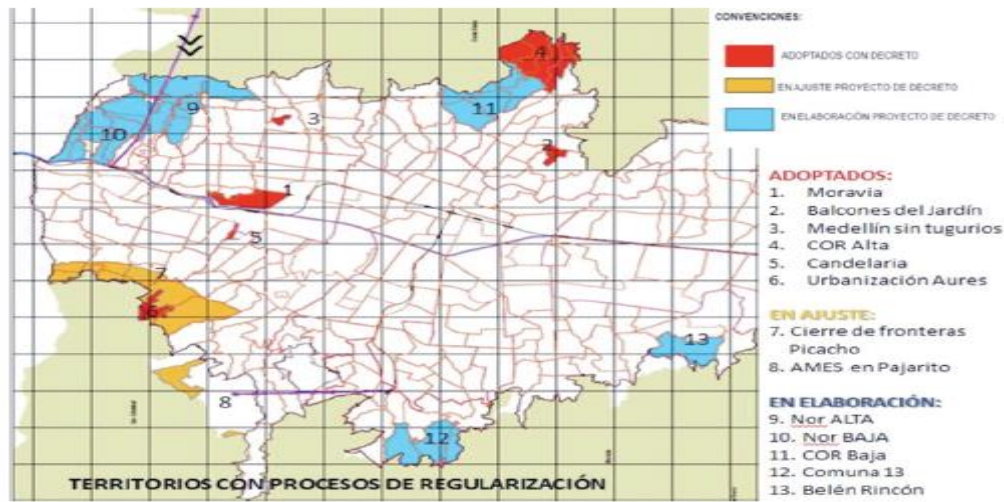 CONVENCIONES:
ADOPTADOS CON DECRETO
EN AJUSTE PROYECTO DE DECRETO
EN ELABORACIÓN PROYECTO DE DECRETO
4
11
9
3
10
2
1
5
7
6
13
8
12
TERRITORIOS CON PROCESOS DE REGULARIZACIÓN
ADOPTADOS:
1. Moravia
2. Balcones del Jardín
3. Medellín sin tugurios
4. COR Alta
5. Candelaria
6. Urbanización Aures
EN AJUSTE:
7. Cierre de fronteras
Picacho
8. AMES en Pajarito
EN ELABORACIÓN:
9. Nor ALTA
10. Nor BAJA
11. COR Baja
12. Comuna 13
13. Belén Rincón